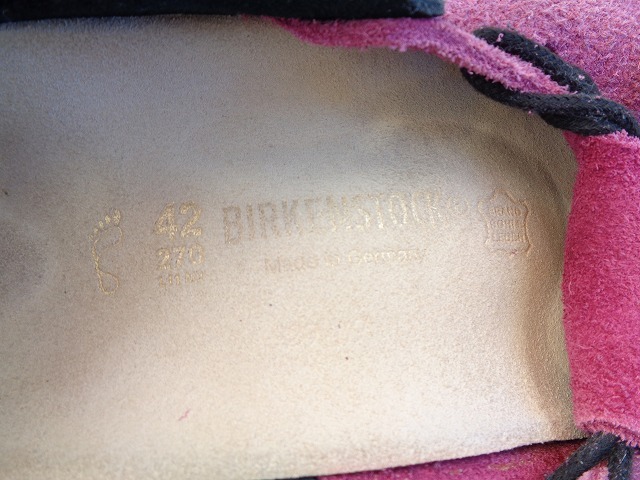 42 BIRKENSTOCK
270 Made in Germany